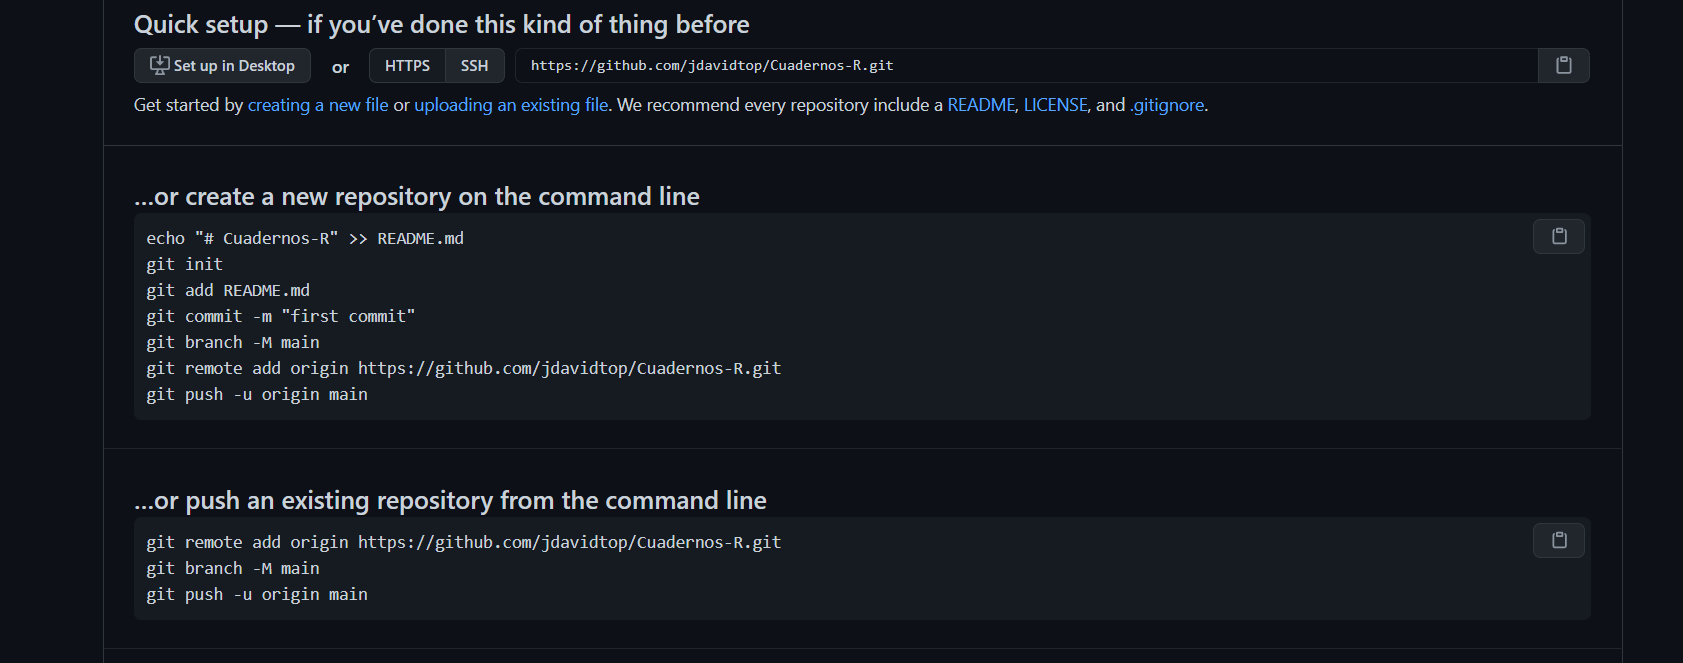 Quick setup — if you’ve done this kind of thing before
Set up in Desktop or HTTPS SSH https://github.com/jdavidtop/Cuadernos-R.git
Get started by creating a new file or uploading an existing file. We recommend every repository include a README, LICENSE, and .gitignore.
…or create a new repository on the command line
echo "# Cuadernos-R" >> README.md
git init
git add README.md
git commit -m "first commit"
git branch -M main
git remote add origin https://github.com/jdavidtop/Cuadernos-R.git
git push -u origin main
…or push an existing repository from the command line
git remote add origin https://github.com/jdavidtop/Cuadernos-R.git
git branch -M main
git push -u origin main